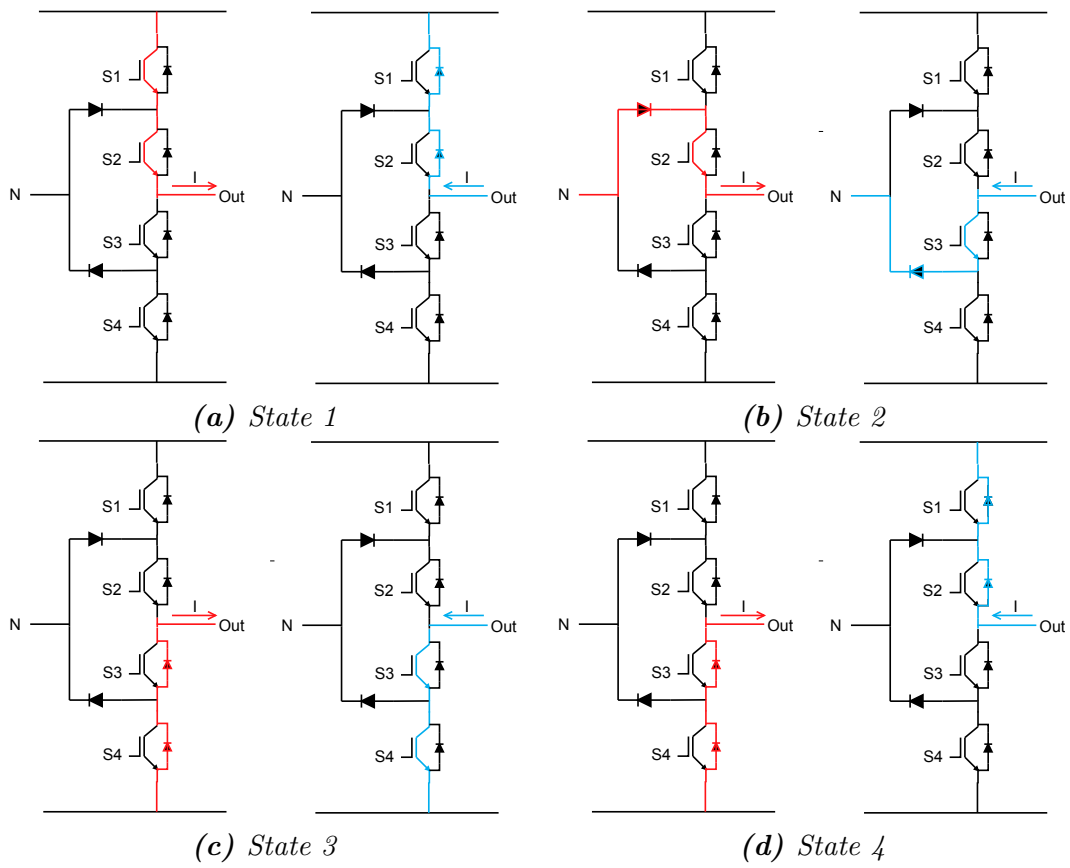 S1
S2
I
N
Out
S3
S4
S1
S2
I
N
Out
S3
S4
(a) State 1
S1
S2
I
N
Out
S3
S4
S1
S2
I
N
Out
S3
S4
(b) State 2
S1
S2
I
N
Out
S3
S4
S1
S2
I
N
Out
S3
S4
(c) State 3
S1
S2
I
N
Out
S3
S4
S1
S2
I
N
Out
S3
S4
(d) State 4